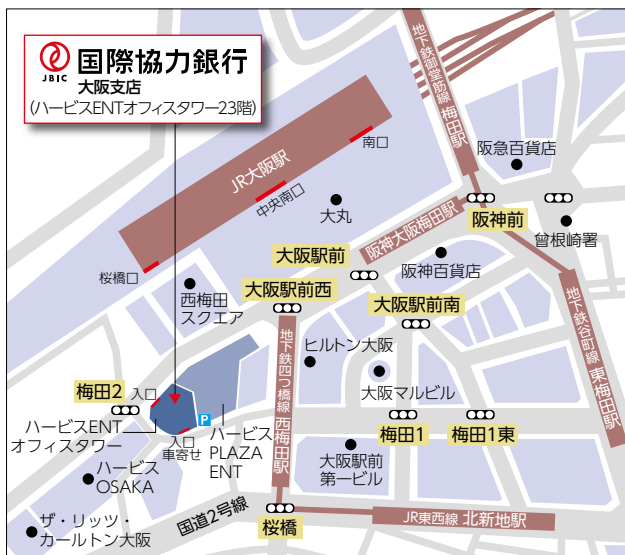 JBIC
国際協力銀行
大阪支店
(ハービスENTオフィスタワー23階)
地下鉄御堂筋線 梅田駅
阪急百貨店
南口
JR大阪駅
中央南口
大丸
阪神大阪梅田駅
阪神前
曾根崎署
大阪駅前
阪神百貨店
桜橋口
西梅田
スクエア
大阪駅前西
大阪駅前南
地下鉄谷町線 東梅田駅
ヒルトン大阪
地下鉄四つ橋線 西梅田駅
大阪マルビル
梅田2
入口
P
梅田1
梅田1東
ハービスENT
オフィスタワー
入口
車寄せ
ハービス
PLAZA
ENT
大阪駅前
第一ビル
ハービス
OSAKA
国道2号線
桜橋
JR東西線 北新地駅
ザ・リッツ・
カールトン大阪